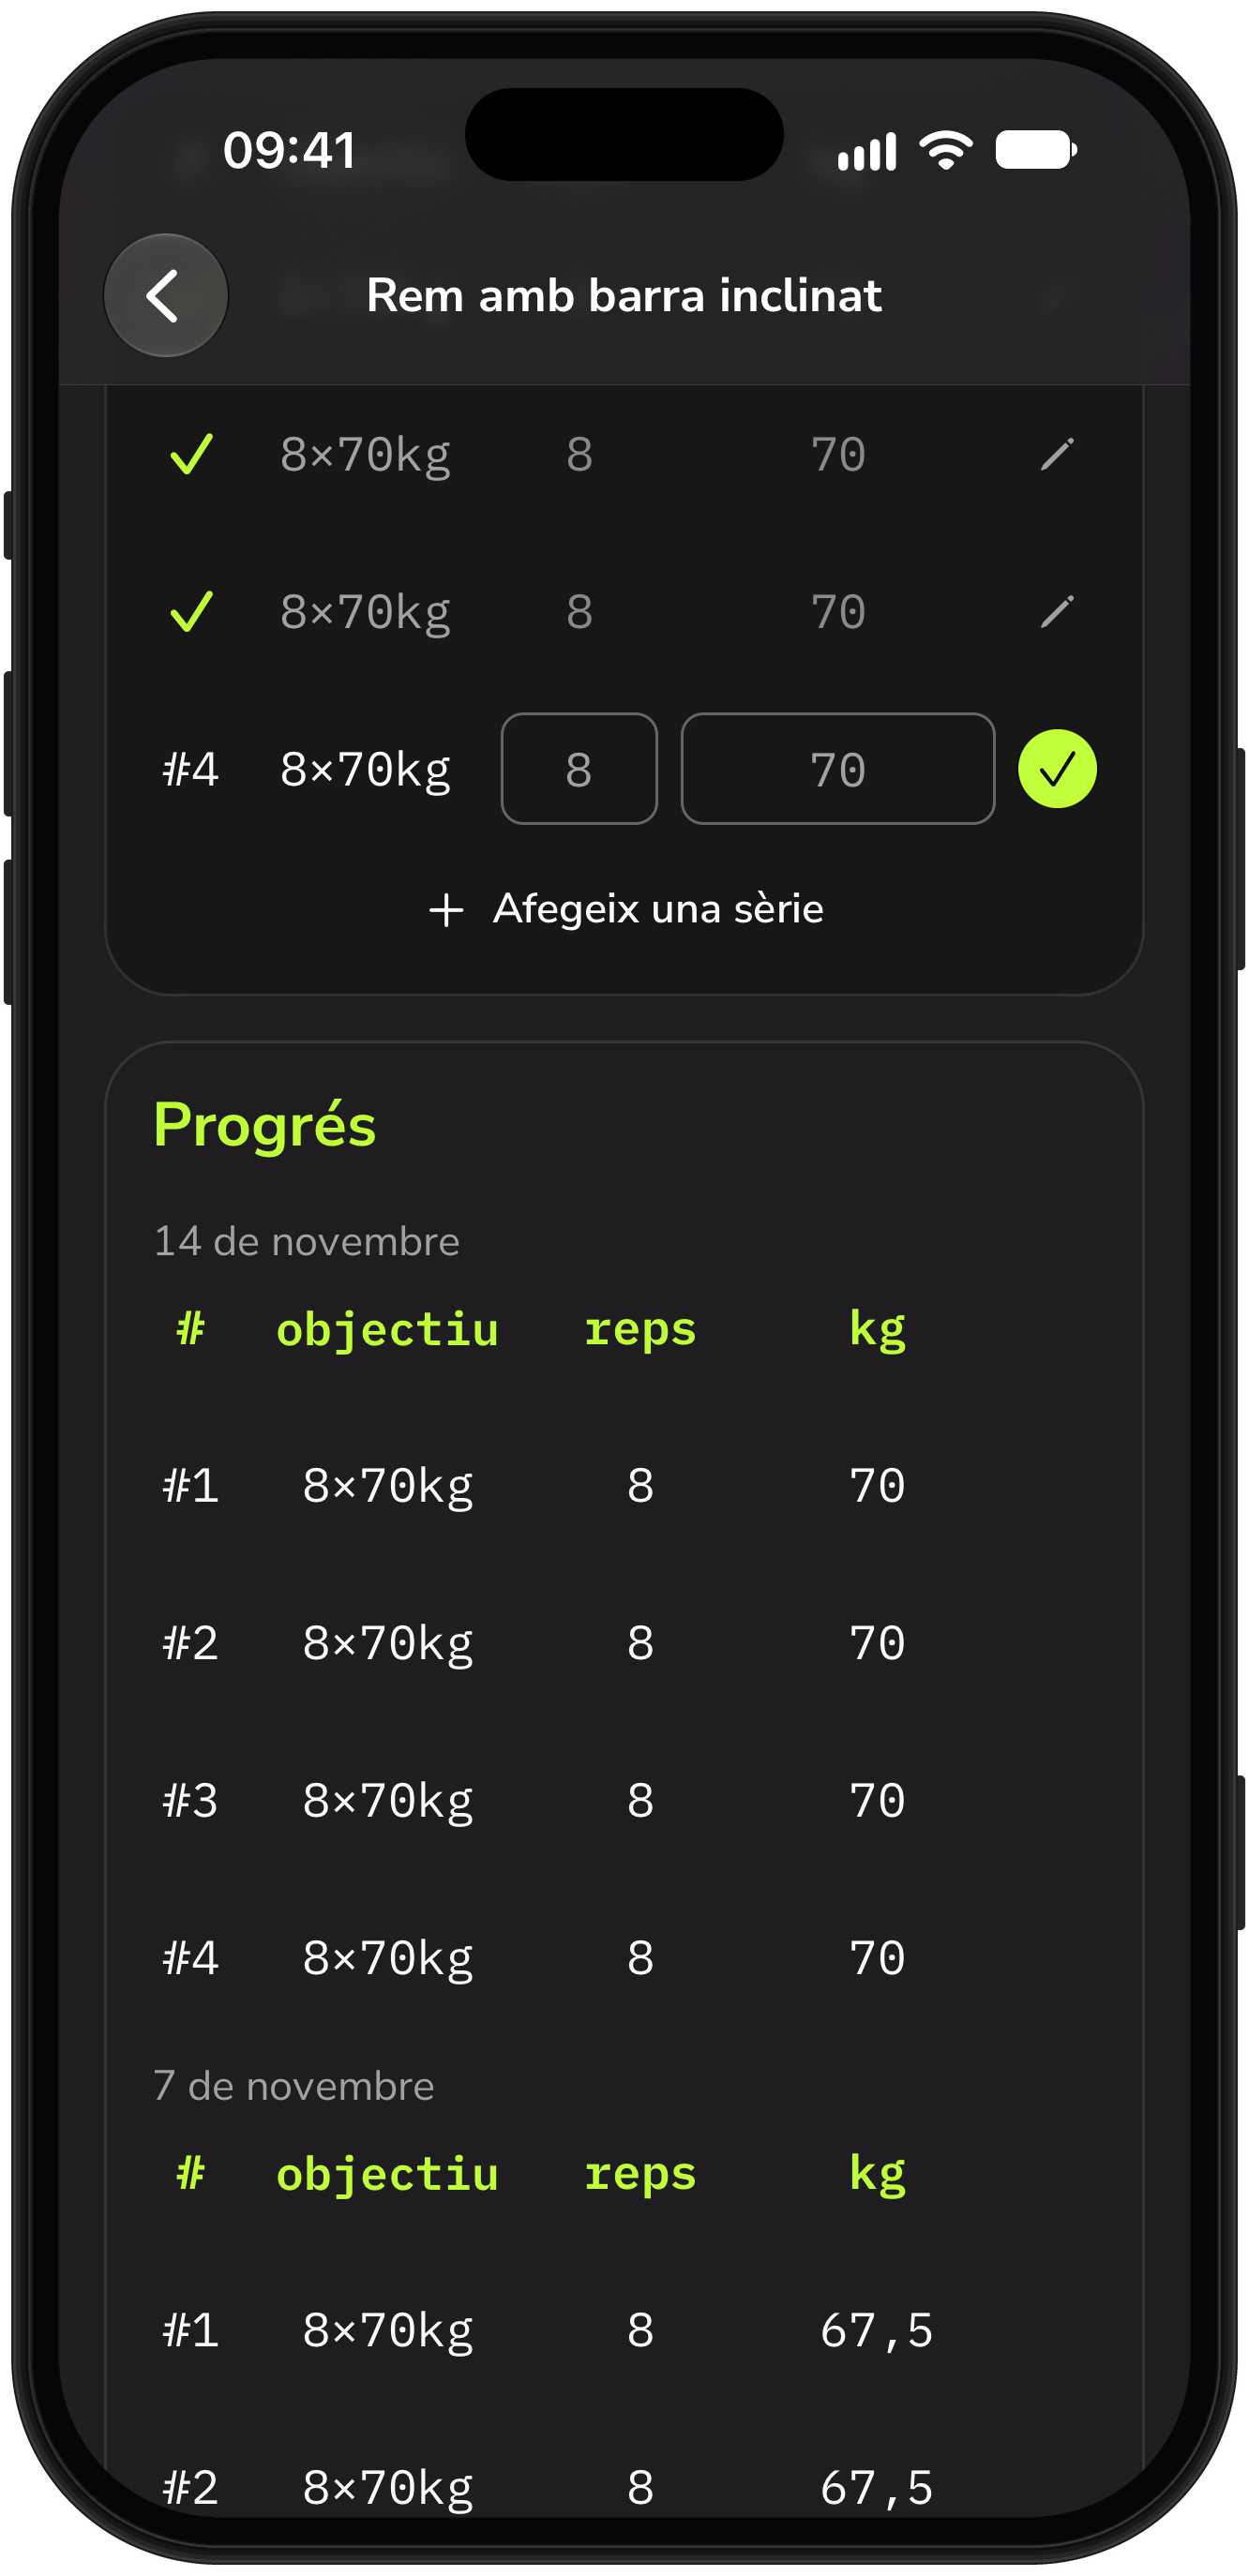 09:41
Rem amb barra inclinat
8×70kg 8 70
8×70kg 8 70
#4 8×70kg 8 70
+ Afegeix una sèrie
Progrés
14 de novembre
# objectiu reps kg
#1 8×70kg 8 70
#2 8×70kg 8 70
#3 8×70kg 8 70
#4 8×70kg 8 70
7 de novembre
# objectiu reps kg
#1 8×70kg 8 67,5
#2 8×70kg 8 67,5